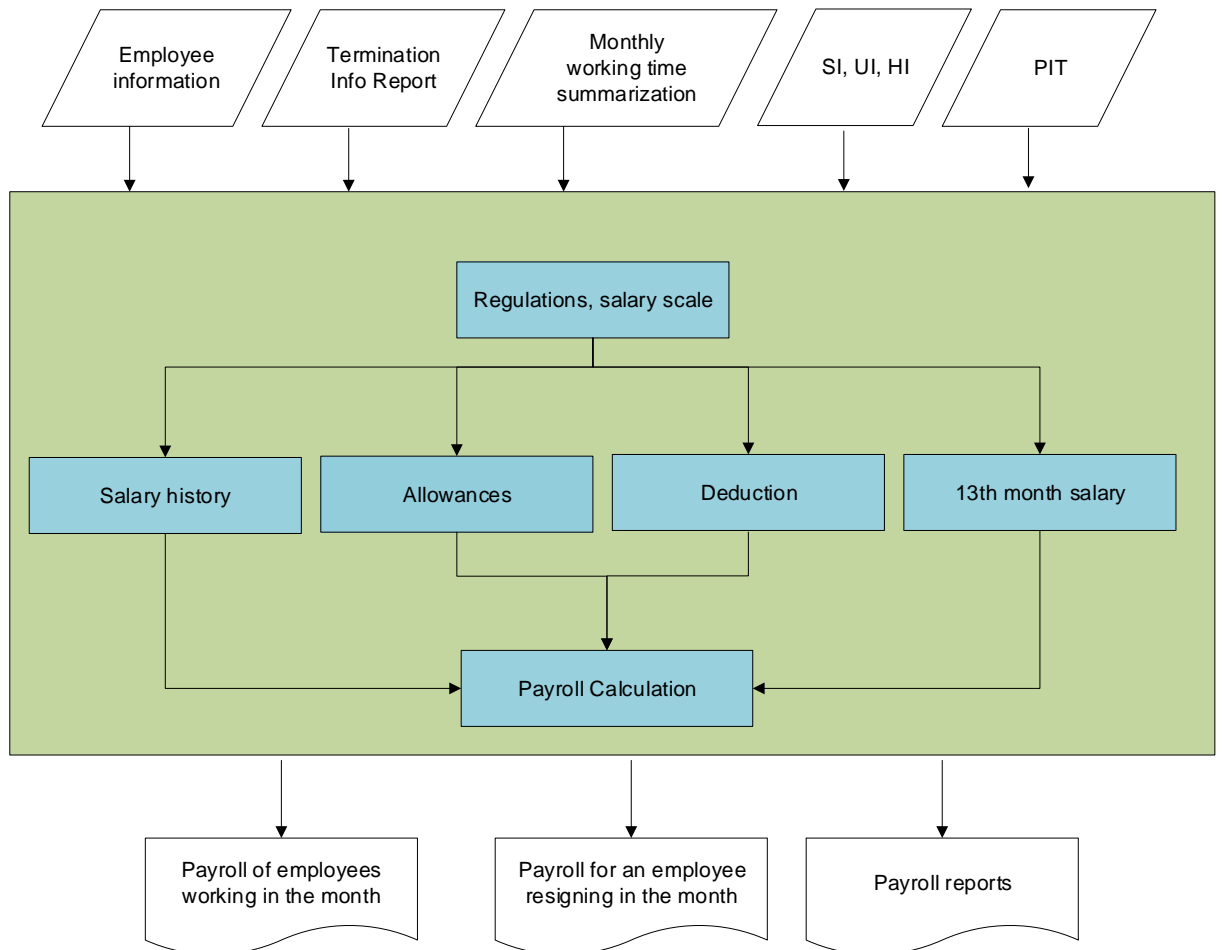 Employee
information
Termination
Info Report
Monthly
working time
summarization
SI, UI, HI
PIT
Regulations, salary scale
Salary history
Allowances
Deduction
13th month salary
Payroll Calculation
Payroll of employees
working in the month
Payroll for an employee
resigning in the month
Payroll reports